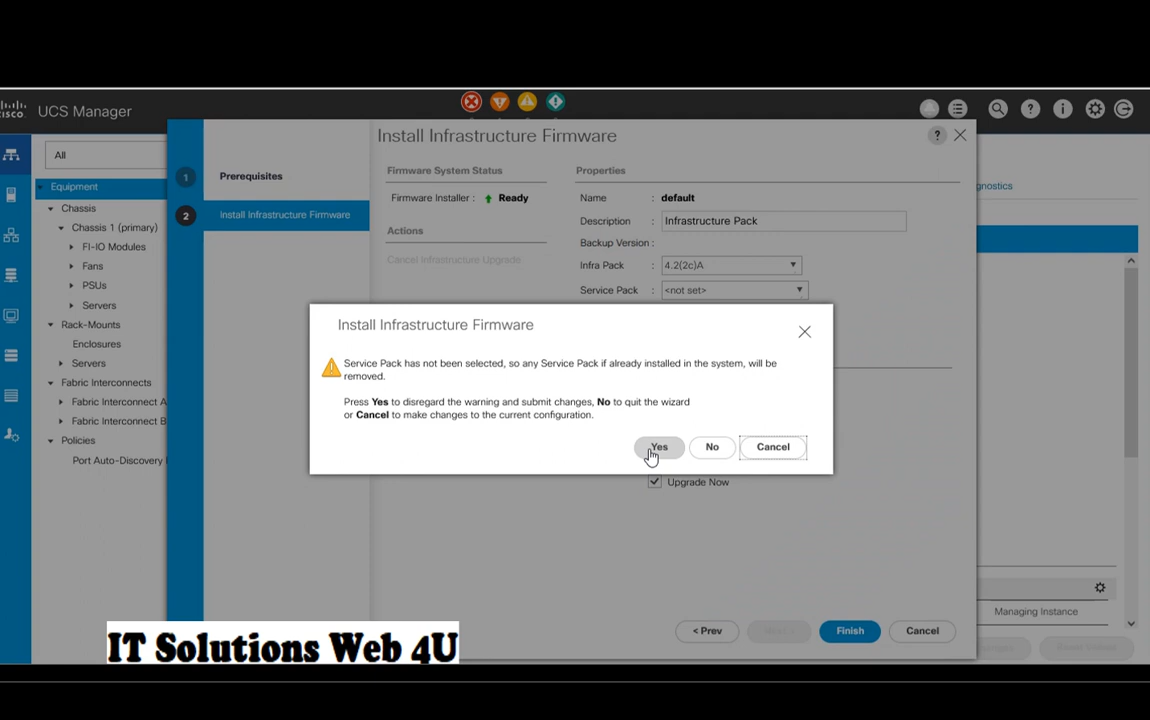 cisco.
UCS Manager
Install Infrastructure Firmware
All
1
Prerequisites
2
Install Infrastructure Firmware
Firmware System Status
Firmware Installer :
Ready
Actions
Cancel Infrastructure Upgrade
Properties
Name : default
Description : Infrastructure Pack
Backup Version :
Infra Pack : 4.2(2c)A
Service Pack : <not set>
gnostics
Equipment
Chassis
Chassis 1 (primary)
FI-IO Modules
Fans
PSUs
Servers
Rack-Mounts
Enclosures
Servers
Fabric Interconnects
Fabric Interconnect A
Fabric Interconnect B
Policies
Port Auto-Discovery
Install Infrastructure Firmware
Service Pack has not been selected, so any Service Pack if already installed in the system, will be
removed.
Press Yes to disregard the warning and submit changes, No to quit the wizard
or Cancel to make changes to the current configuration.
Yes
No
Cancel
Upgrade Now
< Prev
Finish
Cancel
Managing Instance
IT Solutions Web 4U